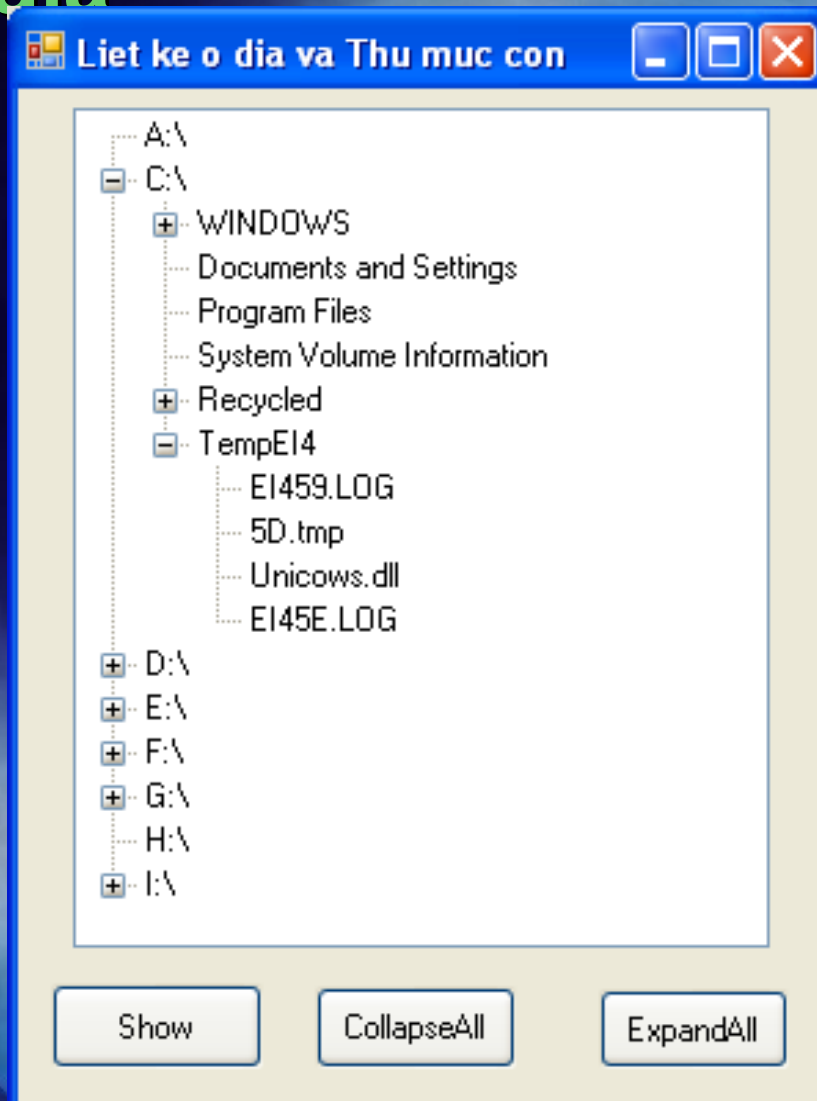 Liet ke o dia va Thu muc con
A:\
C:\
WINDOWS
Documents and Settings
Program Files
System Volume Information
Recycled
TempEI4
EI459.LOG
5D.tmp
Unicows.dll
EI45E.LOG
D:\
E:\
F:\
G:\
H:\
I:\
Show
CollapseAll
ExpandAll